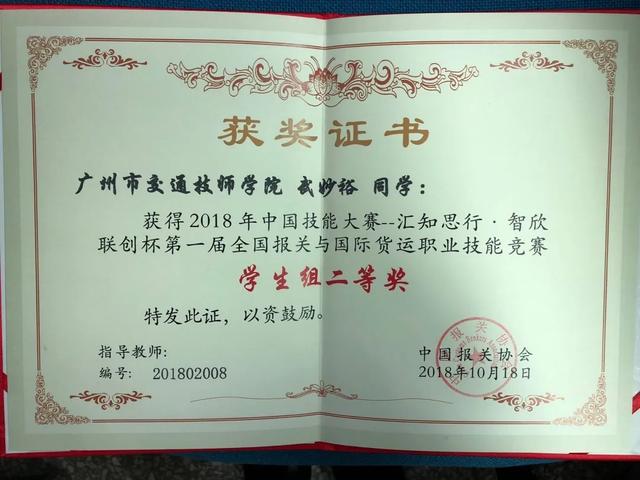 获奖证书
广州市交通技师学院 武妙裕 同学：
获得2018年中国技能大赛--汇知思行·智欣
联创杯第一届全国报关与国际货运职业技能竞赛
学生组二等奖
特发此证，以资鼓励。
指导教师:
编号: 201802008
中国报关协会
2018年10月18日